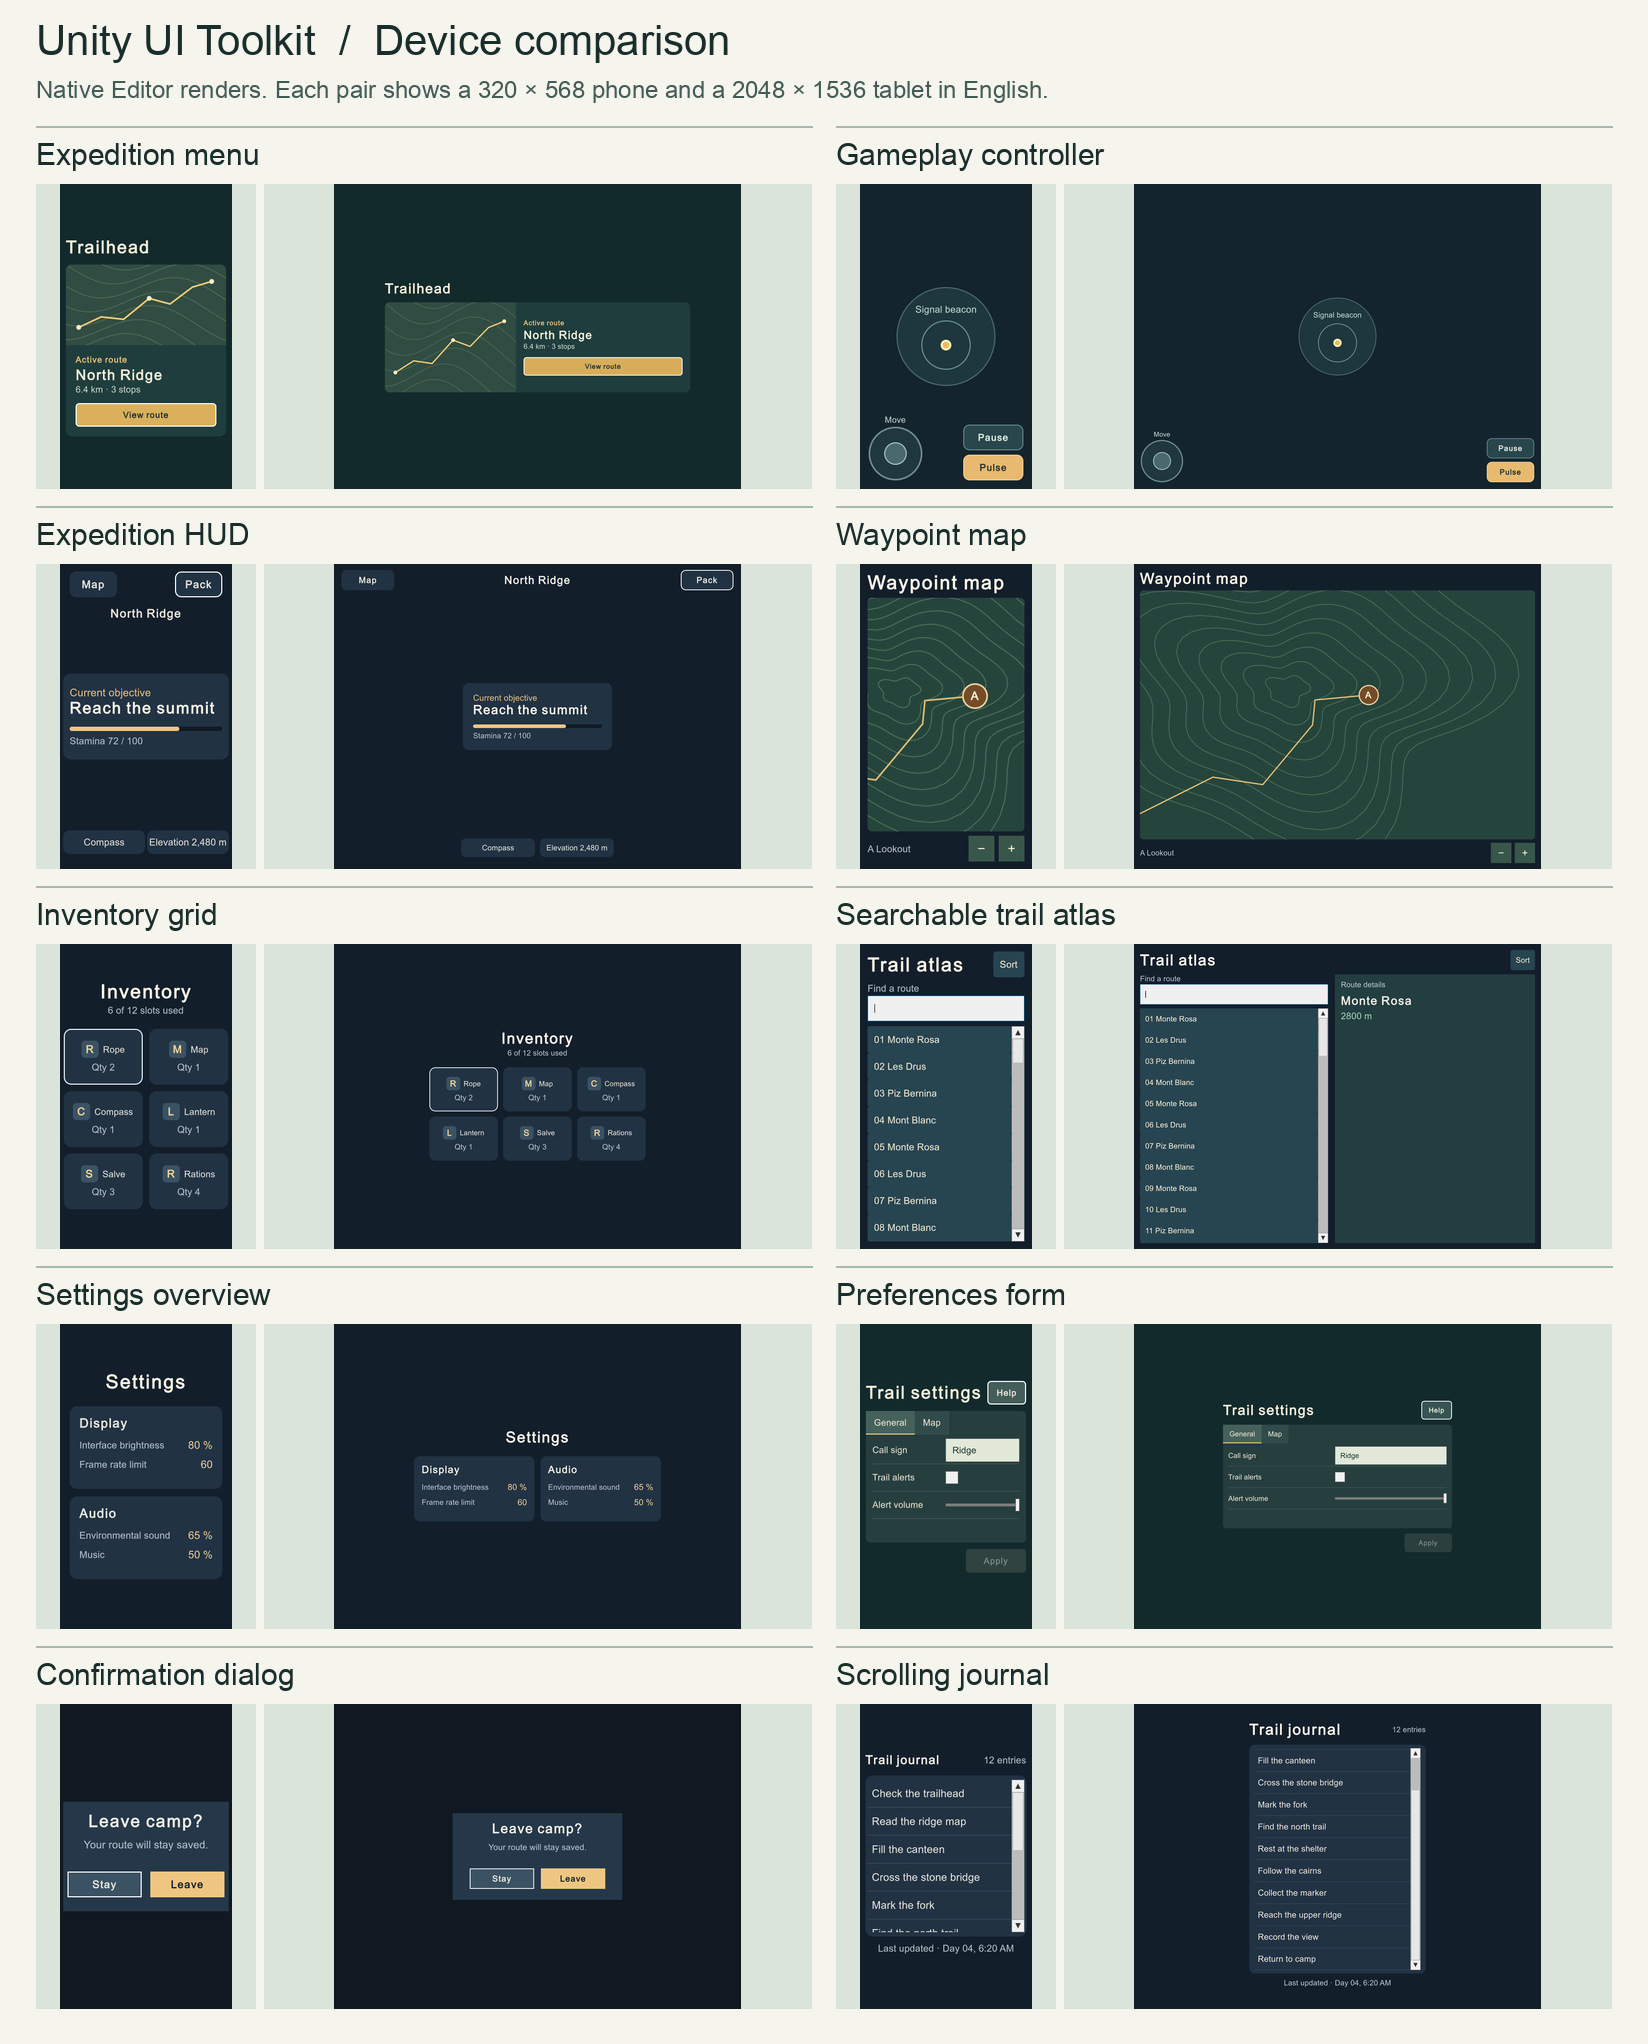 Unity UI Toolkit / Device comparison
Native Editor renders. Each pair shows a 320 × 568 phone and a 2048 × 1536 tablet in English.
Expedition menu
Trailhead
Active route
North Ridge
6.4 km · 3 stops
View route
Trailhead
Active route
North Ridge
6.4 km · 3 stops
View route
Gameplay controller
Signal beacon
Move
Pause
Pulse
Signal beacon
Move
Pause
Pulse
Expedition HUD
Map
Pack
North Ridge
Current objective
Reach the summit
Stamina 72 / 100
Compass
Elevation 2,480 m
Map
North Ridge
Pack
Current objective
Reach the summit
Stamina 72 / 100
Compass
Elevation 2,480 m
Waypoint map
Waypoint map
A
A Lookout
−
+
Waypoint map
A
A Lookout
−
+
Inventory grid
Inventory
6 of 12 slots used
R Rope
Qty 2
M Map
Qty 1
C Compass
Qty 1
L Lantern
Qty 1
S Salve
Qty 3
R Rations
Qty 4
Inventory
6 of 12 slots used
R Rope
Qty 2
M Map
Qty 1
C Compass
Qty 1
L Lantern
Qty 1
S Salve
Qty 3
R Rations
Qty 4
Searchable trail atlas
Trail atlas
Sort
Find a route
01 Monte Rosa
02 Les Drus
03 Piz Bernina
04 Mont Blanc
05 Monte Rosa
06 Les Drus
07 Piz Bernina
08 Mont Blanc
Trail atlas
Sort
Find a route
01 Monte Rosa
02 Les Drus
03 Piz Bernina
04 Mont Blanc
05 Monte Rosa
06 Les Drus
07 Piz Bernina
08 Mont Blanc
09 Monte Rosa
10 Les Drus
11 Piz Bernina
Route details
Monte Rosa
2800 m
Settings overview
Settings
Display
Interface brightness 80 %
Frame rate limit 60
Audio
Environmental sound 65 %
Music 50 %
Settings
Display
Interface brightness 80 %
Frame rate limit 60
Audio
Environmental sound 65 %
Music 50 %
Preferences form
Trail settings
Help
General
Map
Call sign
Ridge
Trail alerts
Alert volume
Apply
Trail settings
Help
General
Map
Call sign
Ridge
Trail alerts
Alert volume
Apply
Confirmation dialog
Leave camp?
Your route will stay saved.
Stay
Leave
Leave camp?
Your route will stay saved.
Stay
Leave
Scrolling journal
Trail journal
12 entries
Check the trailhead
Read the ridge map
Fill the canteen
Cross the stone bridge
Mark the fork
Find the north trail
Last updated · Day 04, 6:20 AM
Trail journal
12 entries
Fill the canteen
Cross the stone bridge
Mark the fork
Find the north trail
Rest at the shelter
Follow the cairns
Collect the marker
Reach the upper ridge
Record the view
Return to camp
Last updated · Day 04, 6:20 AM